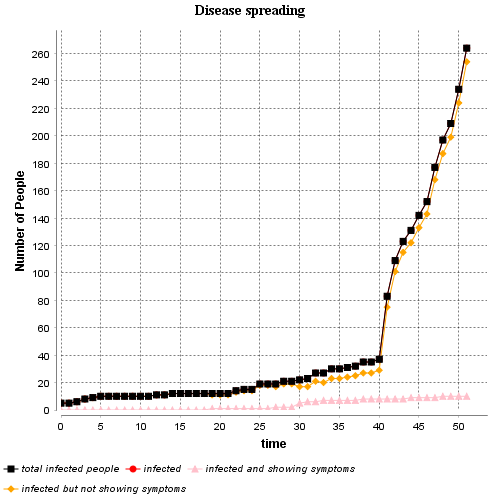 Disease spreading
Number of People
260
240
220
200
180
160
140
120
100
80
60
40
20
0
0 5 10 15 20 25 30 35 40 45 50
time
total infected people infected infected and showing symptoms
infected but not showing symptoms